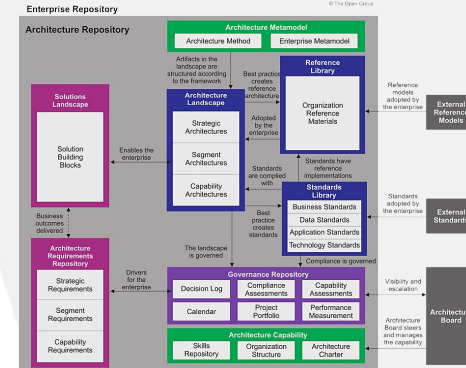 © The Open Group
Enterprise Repository
Architecture Repository
Architecture Metamodel
Architecture Method
Enterprise Metamodel
Artifacts in the
landscape are
structured according
to the framework
Best practice
creates
reference
architecture
Reference
Library
Organization
Reference
Materials
Reference
models
adopted by
the enterprise
External
Reference
Models
Solutions
Landscape
Solution
Building
Blocks
Enables the
enterprise
Architecture
Landscape
Strategic
Architectures
Segment
Architectures
Capability
Architectures
Adopted
by the
enterprise
Standards
are complied
with
Standards have
reference
implementations
Best
practice
creates
standards
Standards
Library
Business Standards
Data Standards
Application Standards
Technology Standards
Standards
adopted by
the enterprise
External
Standards
Business
outcomes
delivered
Architecture
Requirements
Repository
Strategic
Requirements
Segment
Requirements
Capability
Requirements
Drivers
for the
enterprise
The landscape
is governed
Compliance is governed
Governance Repository
Decision Log
Compliance
Assessments
Capability
Assessments
Calendar
Project
Portfolio
Performance
Measurement
Visibility and
escalation
Architecture
Board steers
and manages
the capability
Architectu
Board
Architecture Capability
Skills
Repository
Organization
Structure
Architecture
Charter